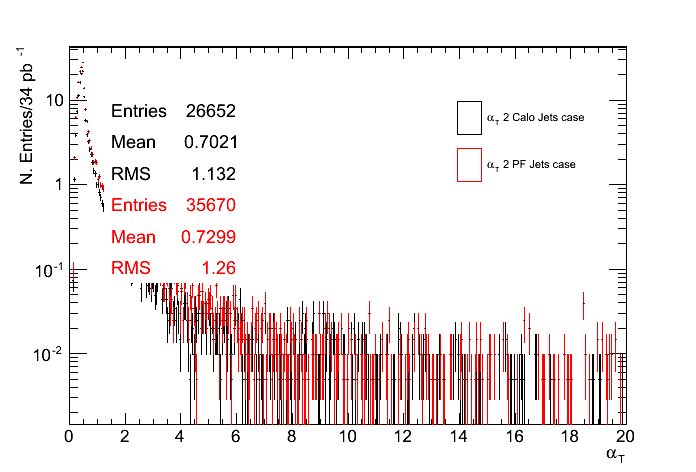 N. Entries/34 pb⁻¹
10
1
10⁻¹
10⁻²
Entries 26652
Mean 0.7021
RMS 1.132
Entries 35670
Mean 0.7299
RMS 1.26
α_T 2 Calo Jets case
α_T 2 PF Jets case
0 2 4 6 8 10 12 14 16 18 20
α_T